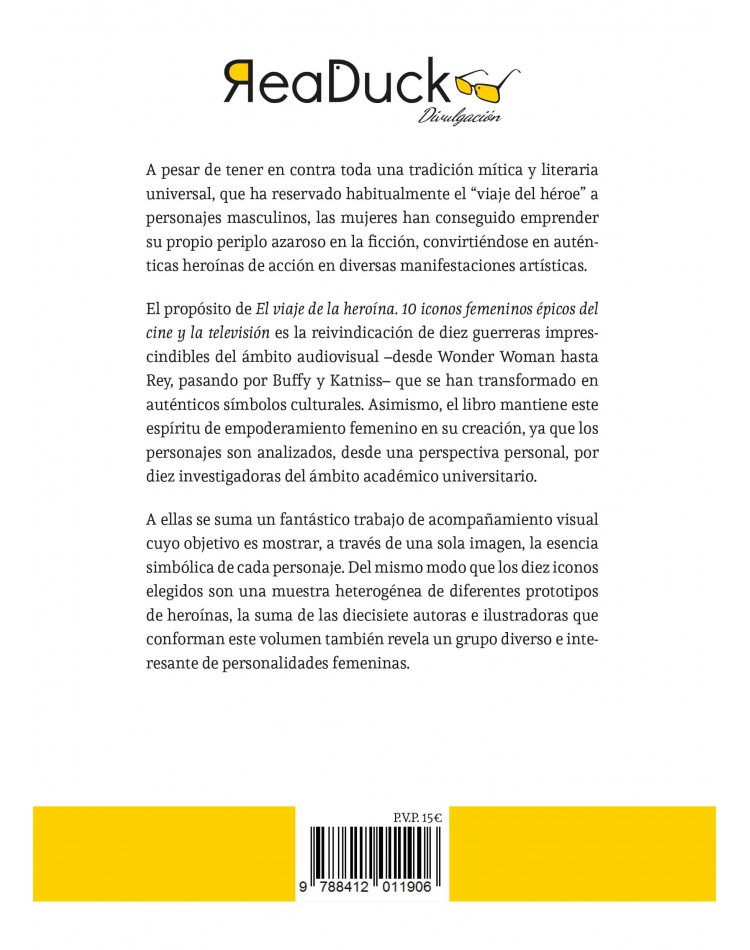 ReaDuck
Divulgación
A pesar de tener en contra toda una tradición mítica y literaria
universal, que ha reservado habitualmente el “viaje del héroe” a
personajes masculinos, las mujeres han conseguido emprender
su propio periplo azaroso en la ficción, convirtiéndose en autén-
ticas heroínas de acción en diversas manifestaciones artísticas.
El propósito de El viaje de la heroína. 10 iconos femeninos épicos del
cine y la televisión es la reivindicación de diez guerreras impres-
cindibles del ámbito audiovisual –desde Wonder Woman hasta
Rey, pasando por Buffy y Katniss– que se han transformado en
auténticos símbolos culturales. Asimismo, el libro mantiene este
espíritu de empoderamiento femenino en su creación, ya que los
personajes son analizados, desde una perspectiva personal, por
diez investigadoras del ámbito académico universitario.
A ellas se suma un fantástico trabajo de acompañamiento visual
cuyo objetivo es mostrar, a través de una sola imagen, la esencia
simbólica de cada personaje. Del mismo modo que los diez iconos
elegidos son una muestra heterogénea de diferentes prototipos
de heroínas, la suma de las diecisiete autoras e ilustradoras que
conforman este volumen también revela un grupo diverso e inte-
resante de personalidades femeninas.
P.V.P. 15€
9 788412 011906